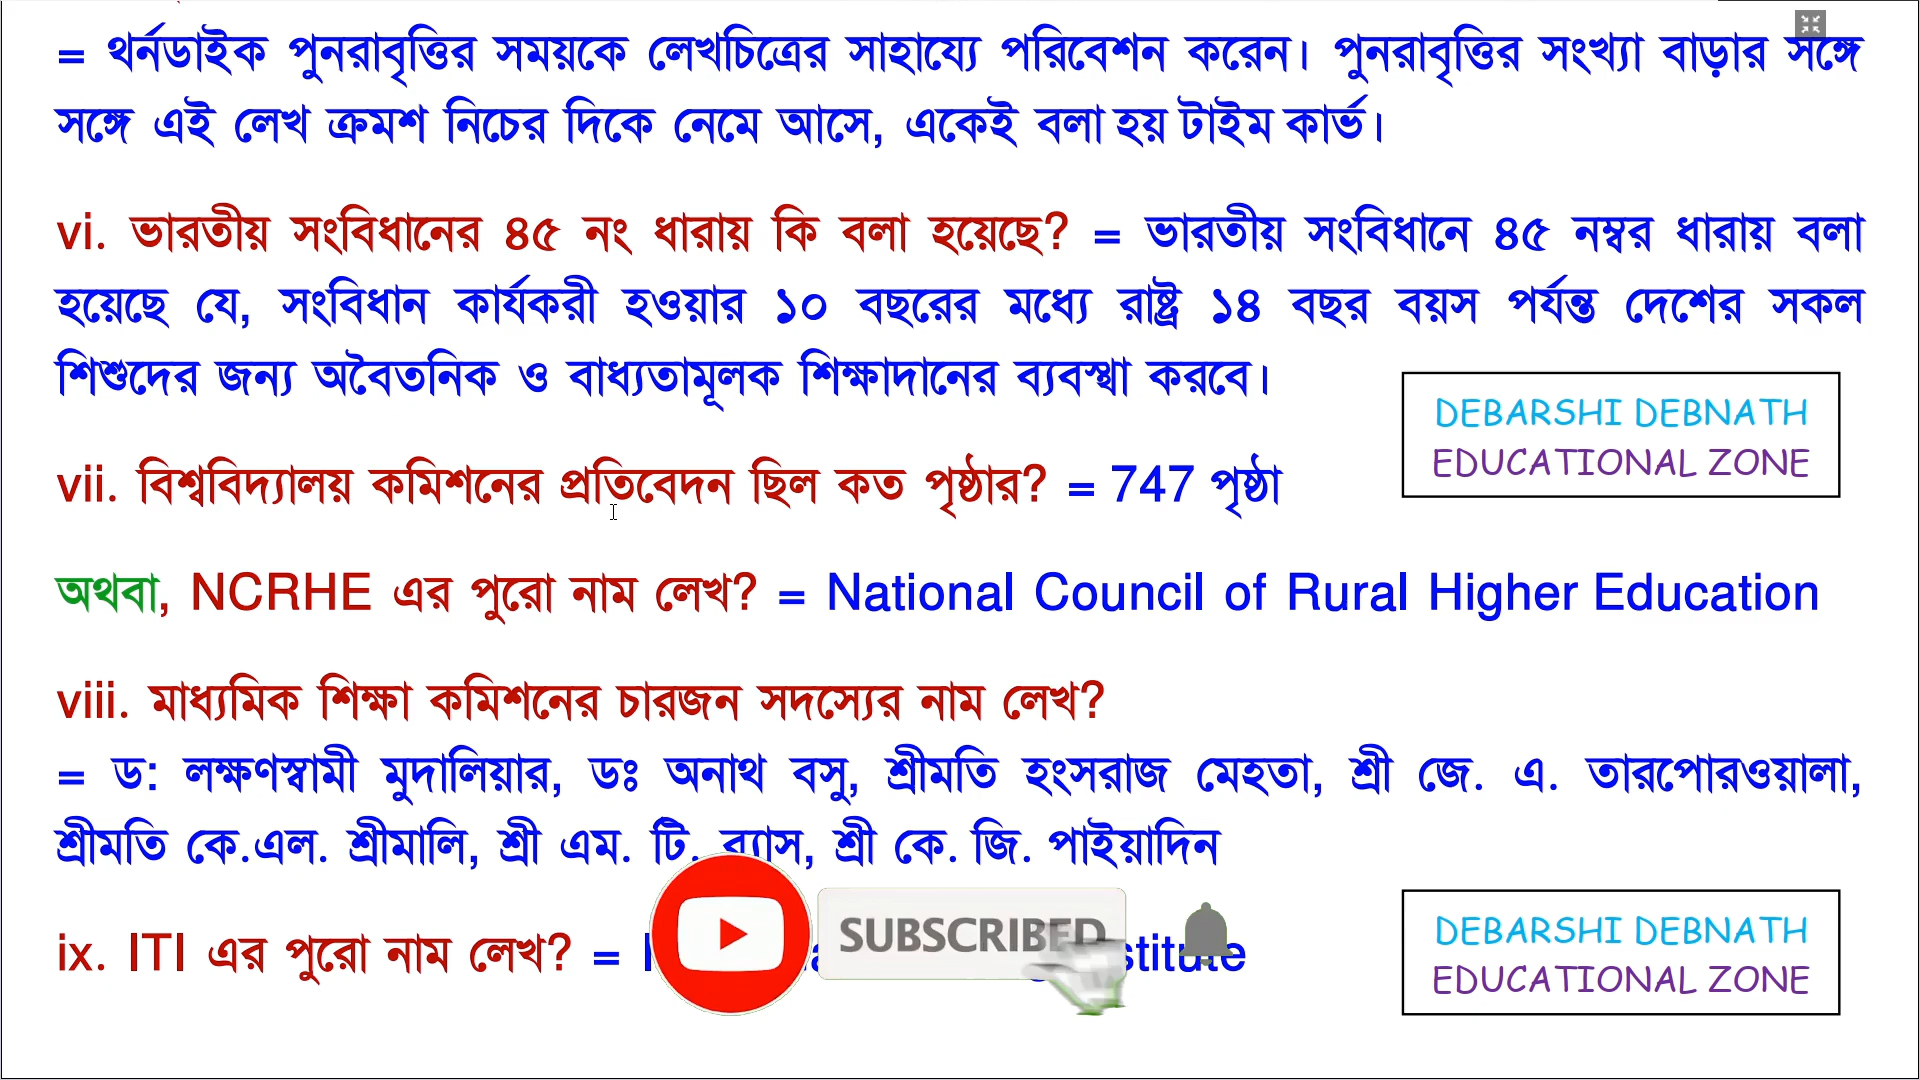 = থর্নডাইক পুনরাবৃত্তির সময়কে লেখচিত্রের সাহায্যে পরিবেশন করেন। পুনরাবৃত্তির সংখ্যা বাড়ার সঙ্গে
সঙ্গে এই লেখ ক্রমশ নিচের দিকে নেমে আসে, একেই বলা হয় টাইম কার্ভ।
vi. ভারতীয় সংবিধানের ৪৫ নং ধারায় কি বলা হয়েছে? = ভারতীয় সংবিধানে ৪৫ নম্বর ধারায় বলা
হয়েছে যে, সংবিধান কার্যকরী হওয়ার ১০ বছরের মধ্যে রাষ্ট্র ১৪ বছর বয়স পর্যন্ত দেশের সকল
শিশুদের জন্য অবৈতনিক ও বাধ্যতামূলক শিক্ষাদানের ব্যবস্থা করবে।
DEBARSHI DEBNATH
EDUCATIONAL ZONE
vii. বিশ্ববিদ্যালয় কমিশনের প্রতিবেদন ছিল কত পৃষ্ঠার? = 747 পৃষ্ঠা
অথবা, NCRHE এর পুরো নাম লেখ? = National Council of Rural Higher Education
viii. মাধ্যমিক শিক্ষা কমিশনের চারজন সদস্যের নাম লেখ?
= ড: লক্ষণস্বামী মুদালিয়ার, ডঃ অনাথ বসু, শ্রীমতি হংসরাজ মেহতা, শ্রী জে. এ. তারপোরওয়ালা,
শ্রীমতি কে.এল. শ্রীমালি, শ্রী এম. টি. ব্যাস, শ্রী কে. জি. পাইয়াদিন
ix. ITI এর পুরো নাম লেখ? =
SUBSCRIBED
DEBARSHI DEBNATH
EDUCATIONAL ZONE